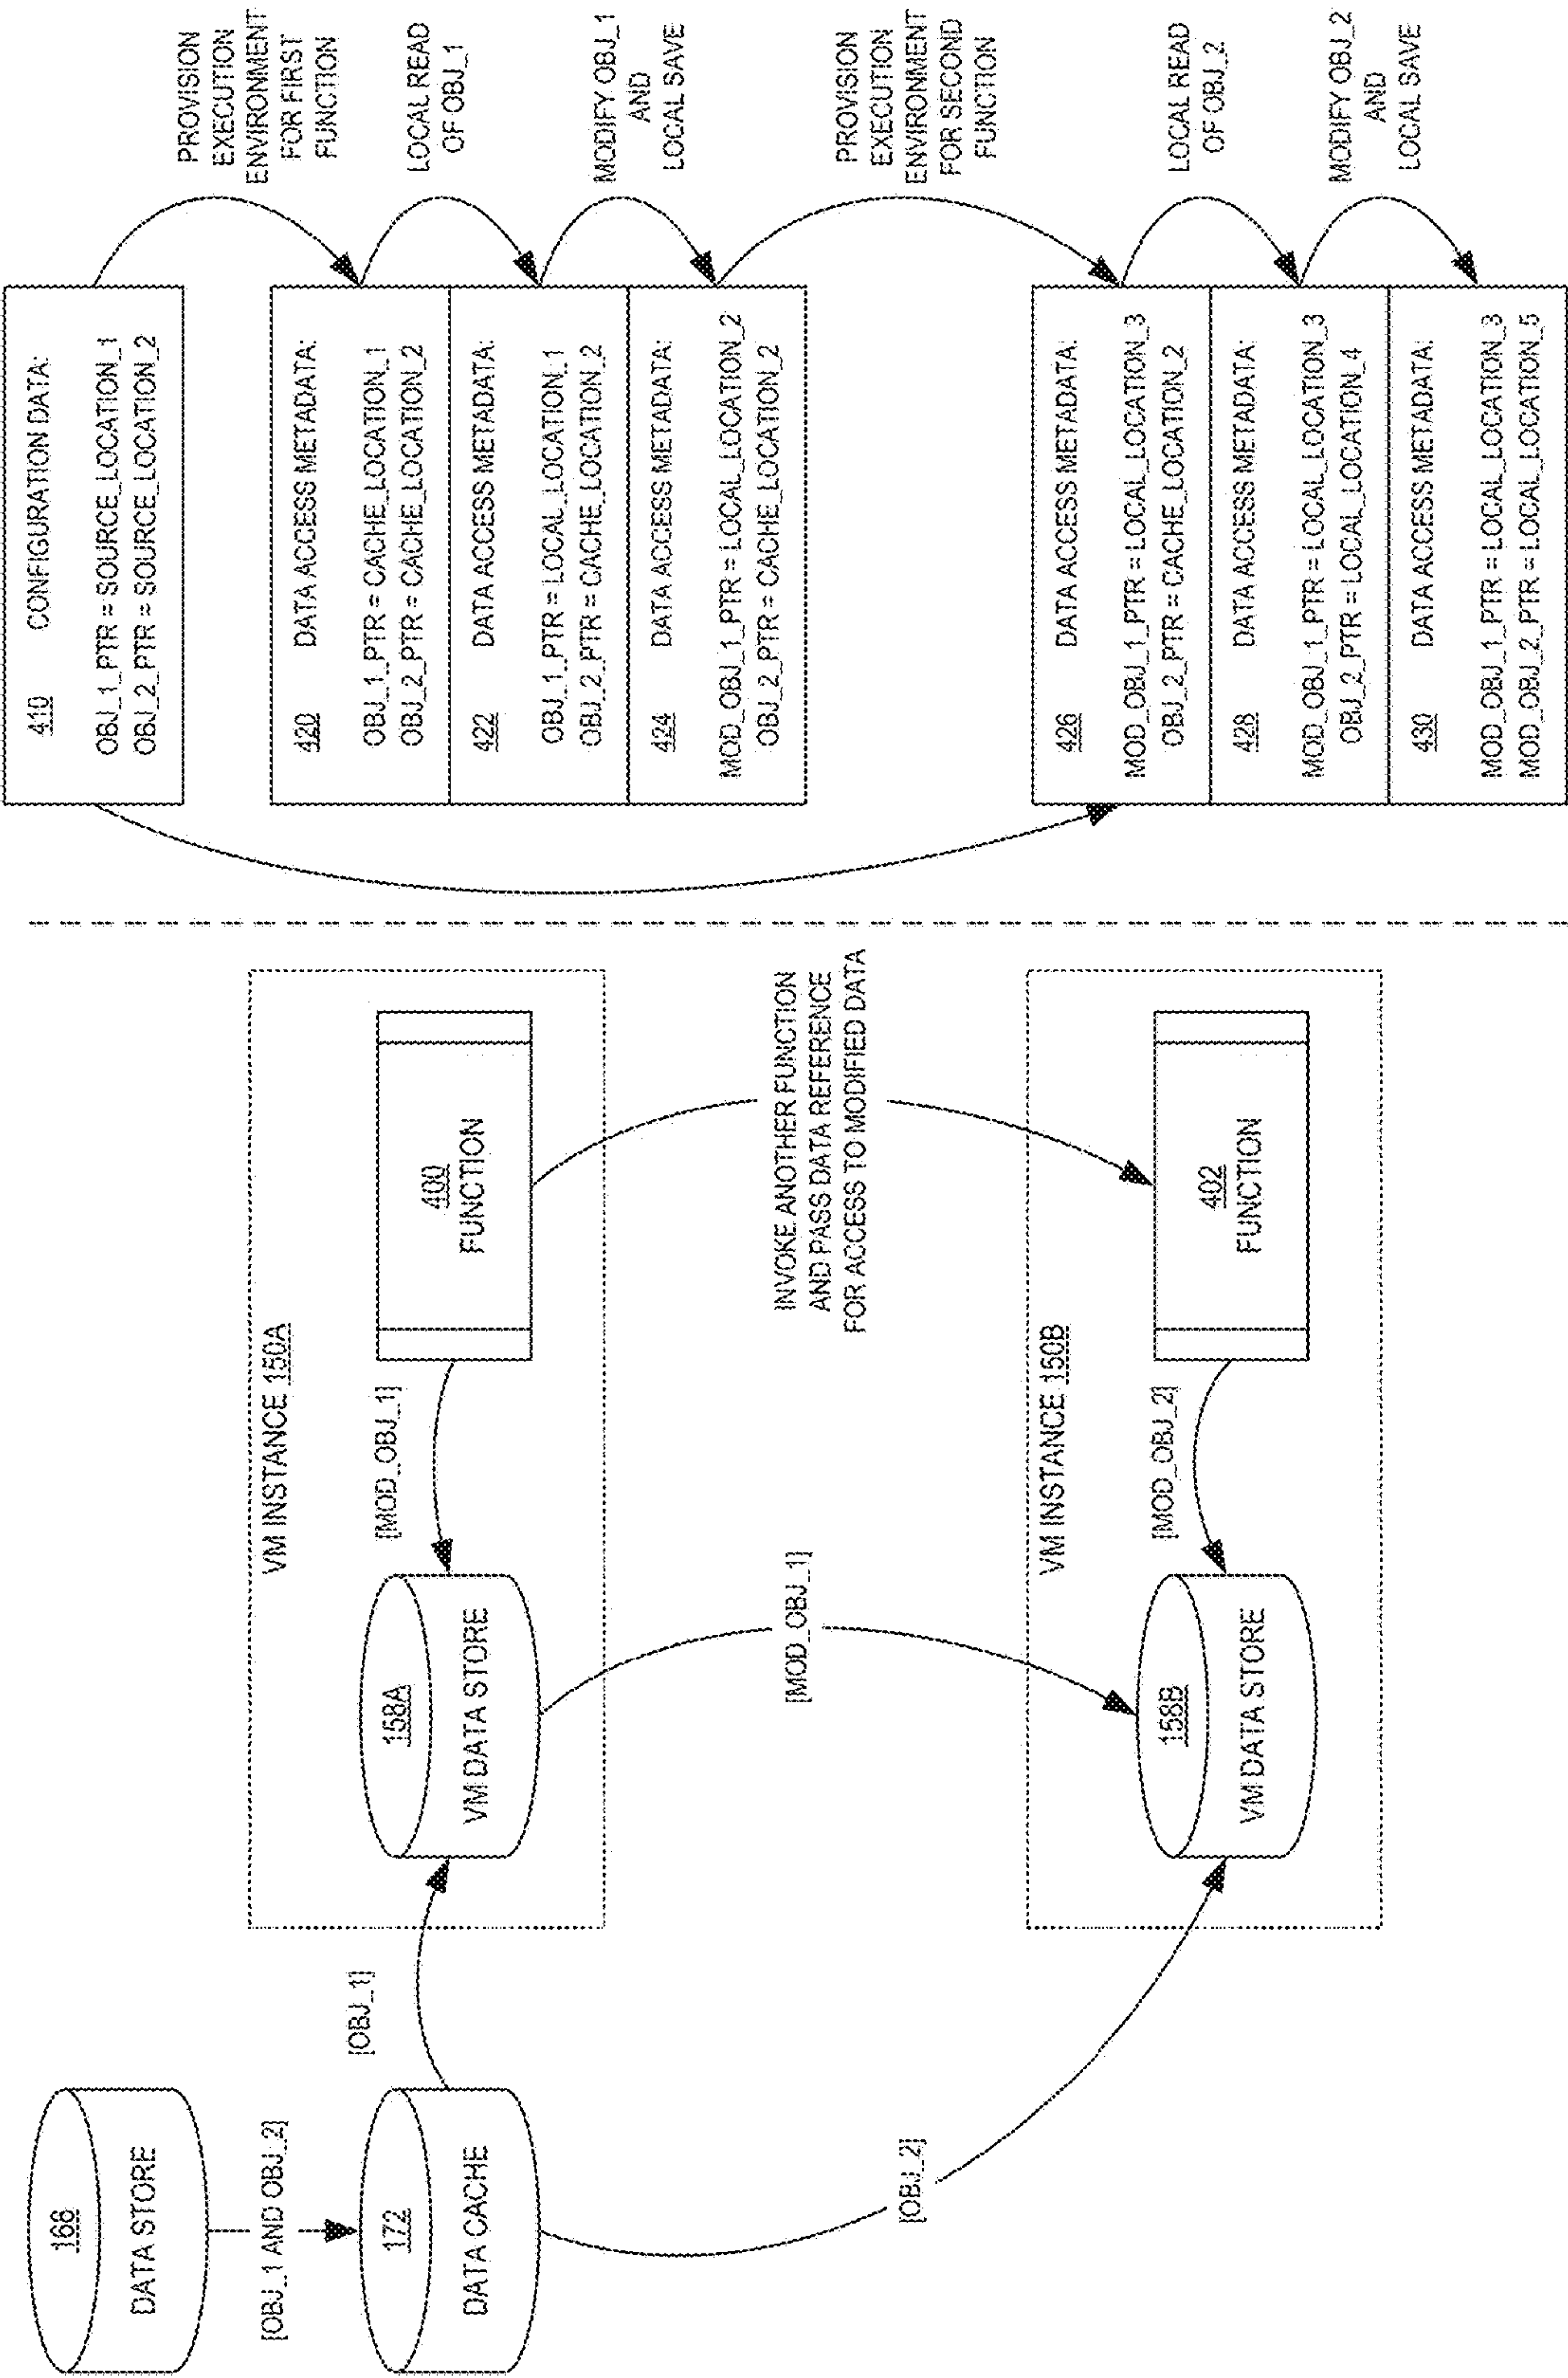 168
DATA STORE
[OBJ_1 AND OBJ_2]
172
DATA CACHE
[OBJ_1]
[OBJ_2]
VM INSTANCE 150A
158A
VM DATA STORE
[MOD_OBJ_1]
400
FUNCTION
[MOD_OBJ_1]
INVOKE ANOTHER FUNCTION
AND PASS DATA REFERENCE
FOR ACCESS TO MODIFIED DATA
VM INSTANCE 150B
158B
VM DATA STORE
[MOD_OBJ_2]
402
FUNCTION
410 CONFIGURATION DATA:
OBJ_1_PTR = SOURCE_LOCATION_1
OBJ_2_PTR = SOURCE_LOCATION_2
PROVISION
EXECUTION
ENVIRONMENT
FOR FIRST
FUNCTION
420 DATA ACCESS METADATA:
OBJ_1_PTR = CACHE_LOCATION_1
OBJ_2_PTR = CACHE_LOCATION_2
LOCAL READ
OF OBJ_1
422 DATA ACCESS METADATA:
OBJ_1_PTR = LOCAL_LOCATION_1
OBJ_2_PTR = CACHE_LOCATION_2
MODIFY OBJ_1
AND
LOCAL SAVE
424 DATA ACCESS METADATA:
MOD_OBJ_1_PTR = LOCAL_LOCATION_2
OBJ_2_PTR = CACHE_LOCATION_2
PROVISION
EXECUTION
ENVIRONMENT
FOR SECOND
FUNCTION
426 DATA ACCESS METADATA:
MOD_OBJ_1_PTR = LOCAL_LOCATION_3
OBJ_2_PTR = CACHE_LOCATION_2
LOCAL READ
OF OBJ_2
428 DATA ACCESS METADATA:
MOD_OBJ_1_PTR = LOCAL_LOCATION_3
OBJ_2_PTR = LOCAL_LOCATION_4
MODIFY OBJ_2
AND
LOCAL SAVE
430 DATA ACCESS METADATA:
MOD_OBJ_1_PTR = LOCAL_LOCATION_3
MOD_OBJ_2_PTR = LOCAL_LOCATION_5